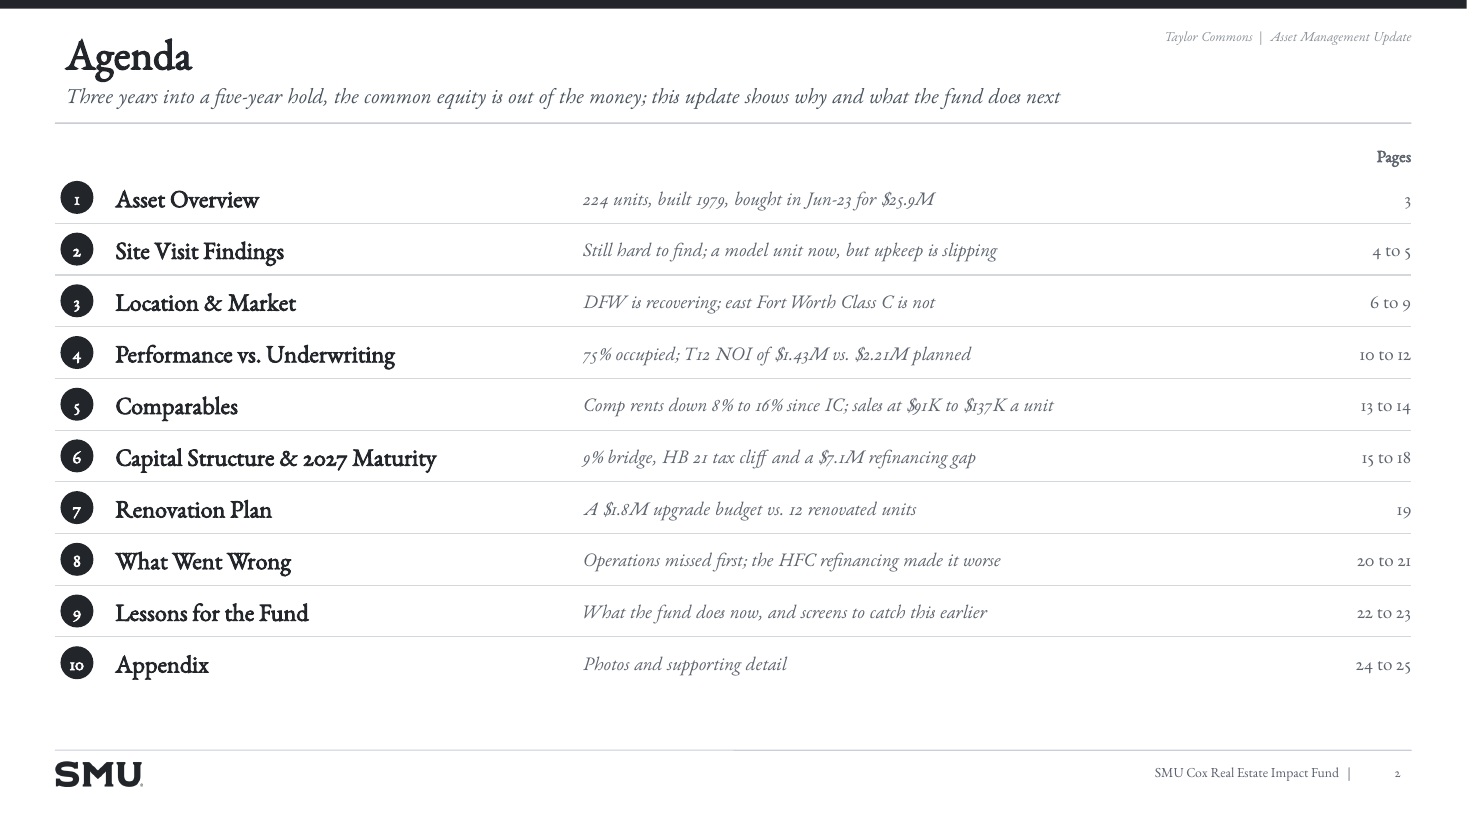 Taylor Commons | Asset Management Update
Agenda
Three years into a five-year hold, the common equity is out of the money; this update shows why and what the fund does next
Pages
1 Asset Overview 224 units, built 1979, bought in Jun-23 for $25.9M 3
2 Site Visit Findings Still hard to find; a model unit now, but upkeep is slipping 4 to 5
3 Location & Market DFW is recovering; east Fort Worth Class C is not 6 to 9
4 Performance vs. Underwriting 75% occupied; T12 NOI of $1.43M vs. $2.21M planned 10 to 12
5 Comparables Comp rents down 8% to 16% since IC; sales at $91K to $137K a unit 13 to 14
6 Capital Structure & 2027 Maturity 9% bridge, HB 21 tax cliff and a $7.1M refinancing gap 15 to 18
7 Renovation Plan A $1.8M upgrade budget vs. 12 renovated units 19
8 What Went Wrong Operations missed first; the HFC refinancing made it worse 20 to 21
9 Lessons for the Fund What the fund does now, and screens to catch this earlier 22 to 23
10 Appendix Photos and supporting detail 24 to 25
SMU
SMU Cox Real Estate Impact Fund | 2